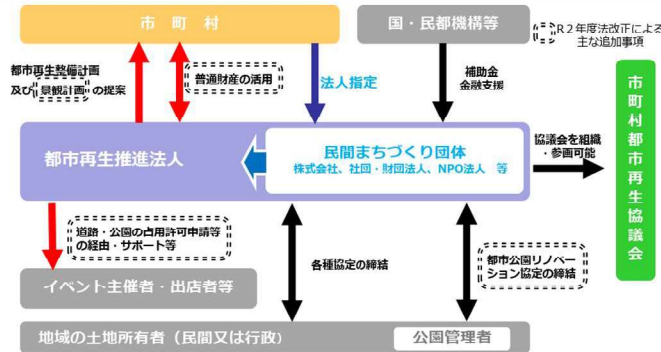 市 町 村
国・民都機構等
R2年度法改正による
主な追加事項
都市再生整備計画
及び 景観計画 の提案
普通財産の活用
法人指定
補助金
金融支援
都市再生推進法人
民間まちづくり団体
株式会社、社団・財団法人、NPO法人 等
協議会を組織
・参画可能
市町村都市再生協議会
道路・公園の占用許可申請等
の経由・サポート等
各種協定の締結
都市公園リノベー
ション協定の締結
イベント主催者・出店者等
地域の土地所有者(民間又は行政)
公園管理者